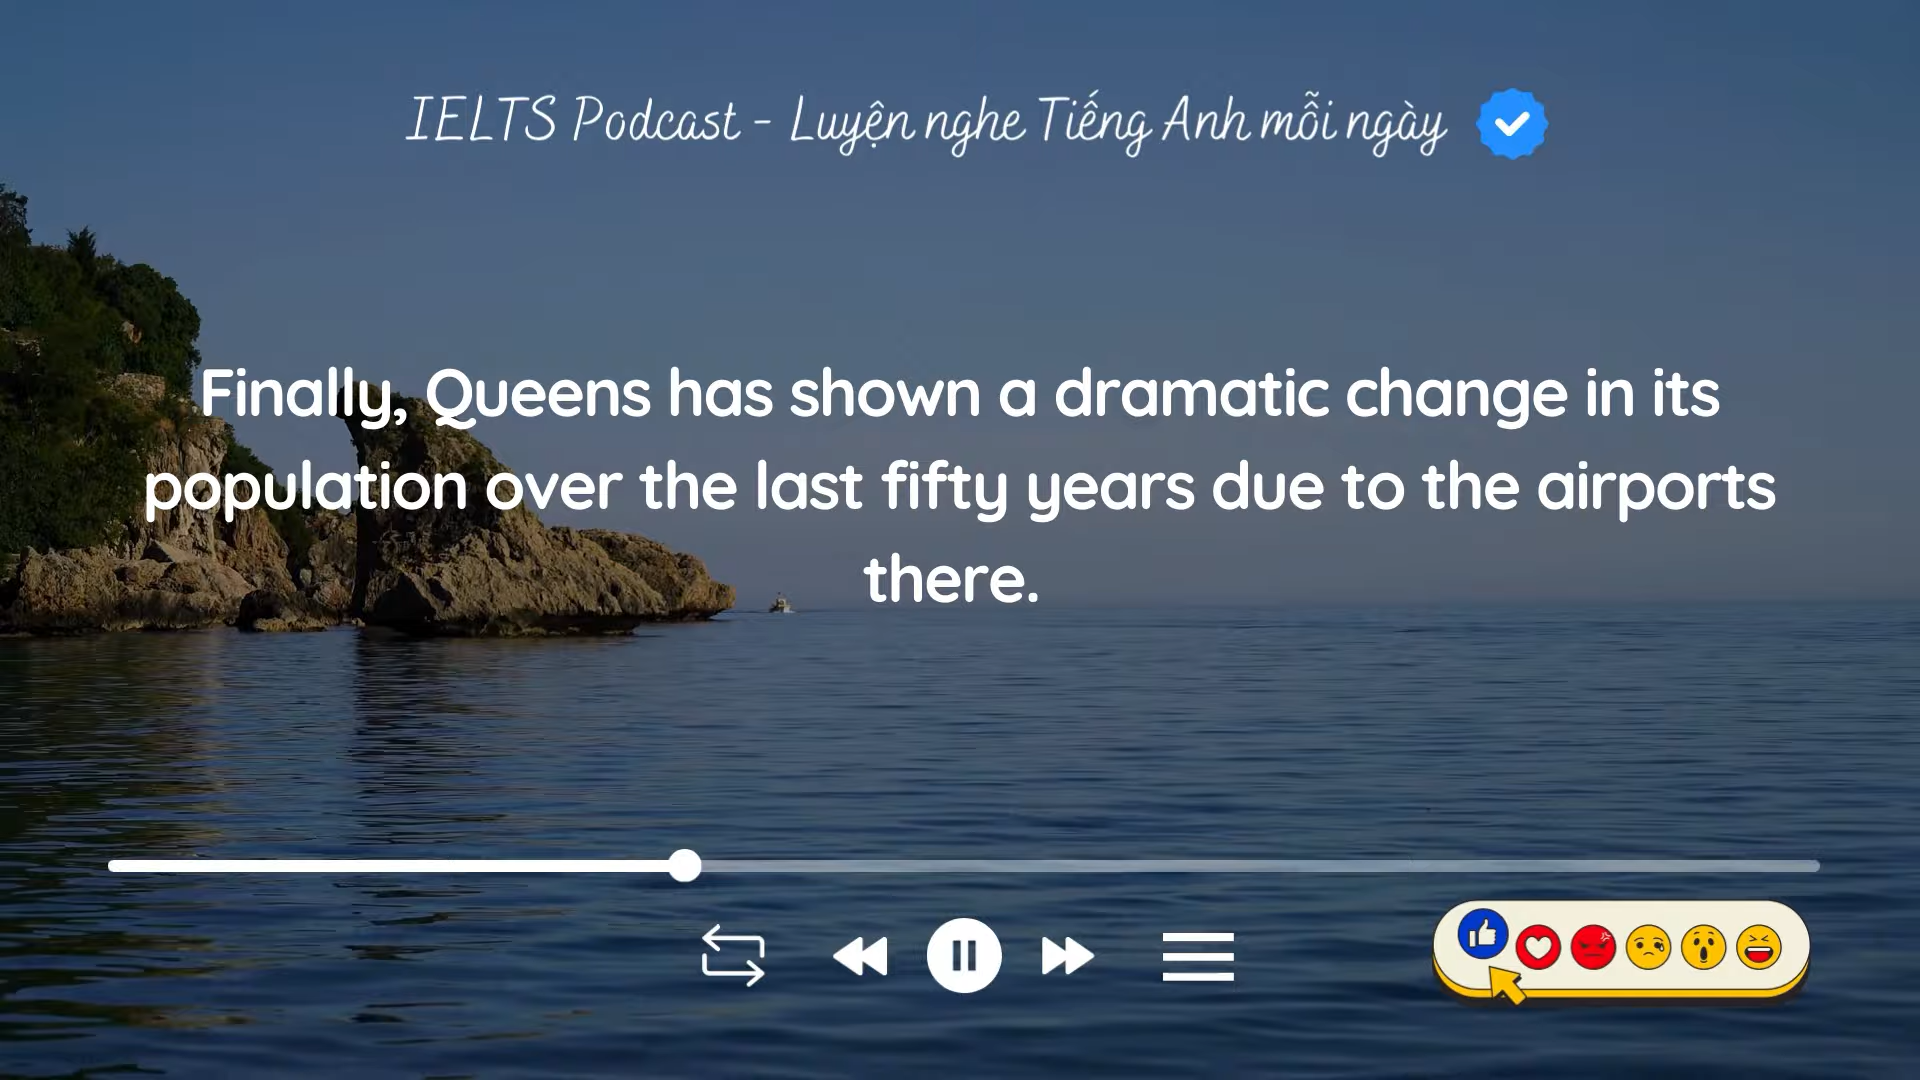 IELTS Podcast - Luyện nghe Tiếng Anh mỗi ngày
Finally, Queens has shown a dramatic change in its
population over the last fifty years due to the airports
there.